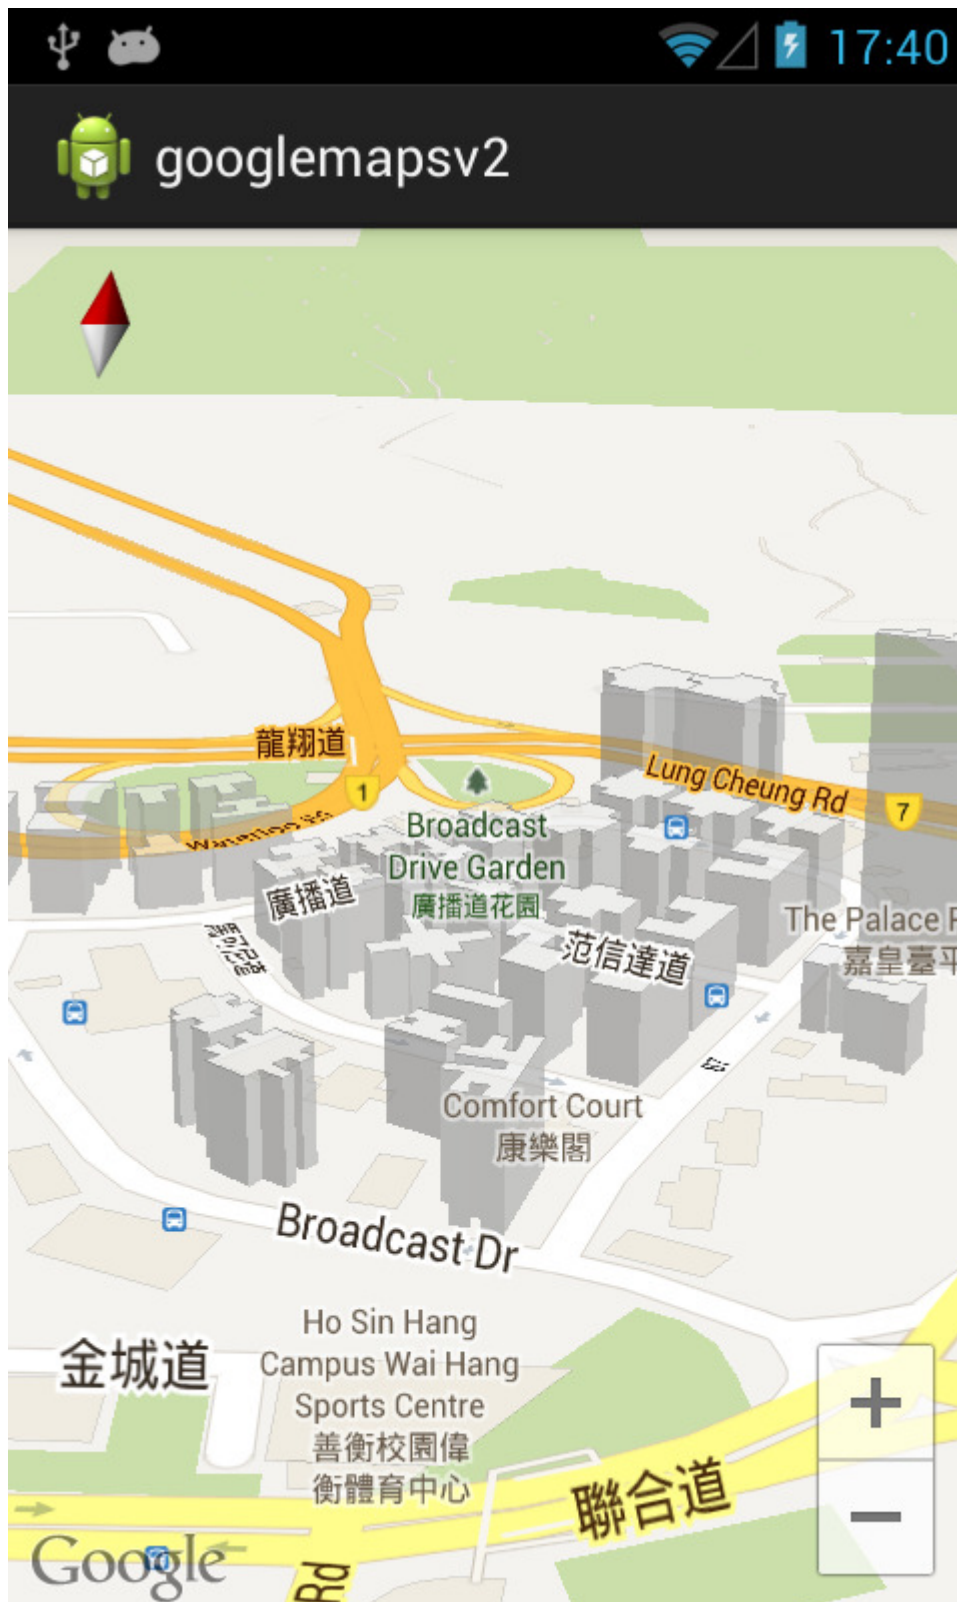 17:40
googlemapsv2
龍翔道
1
Lung Cheung Rd
7
Waterloo Rd
Broadcast
Drive Garden
廣播道花園
廣播道
范信達道
The Palace
嘉皇臺
Comfort Court
康樂閣
Broadcast Dr
Ho Sin Hang
Campus Wai Hang
Sports Centre
善衡校園偉
衡體育中心
金城道
聯合道
Rd
Google